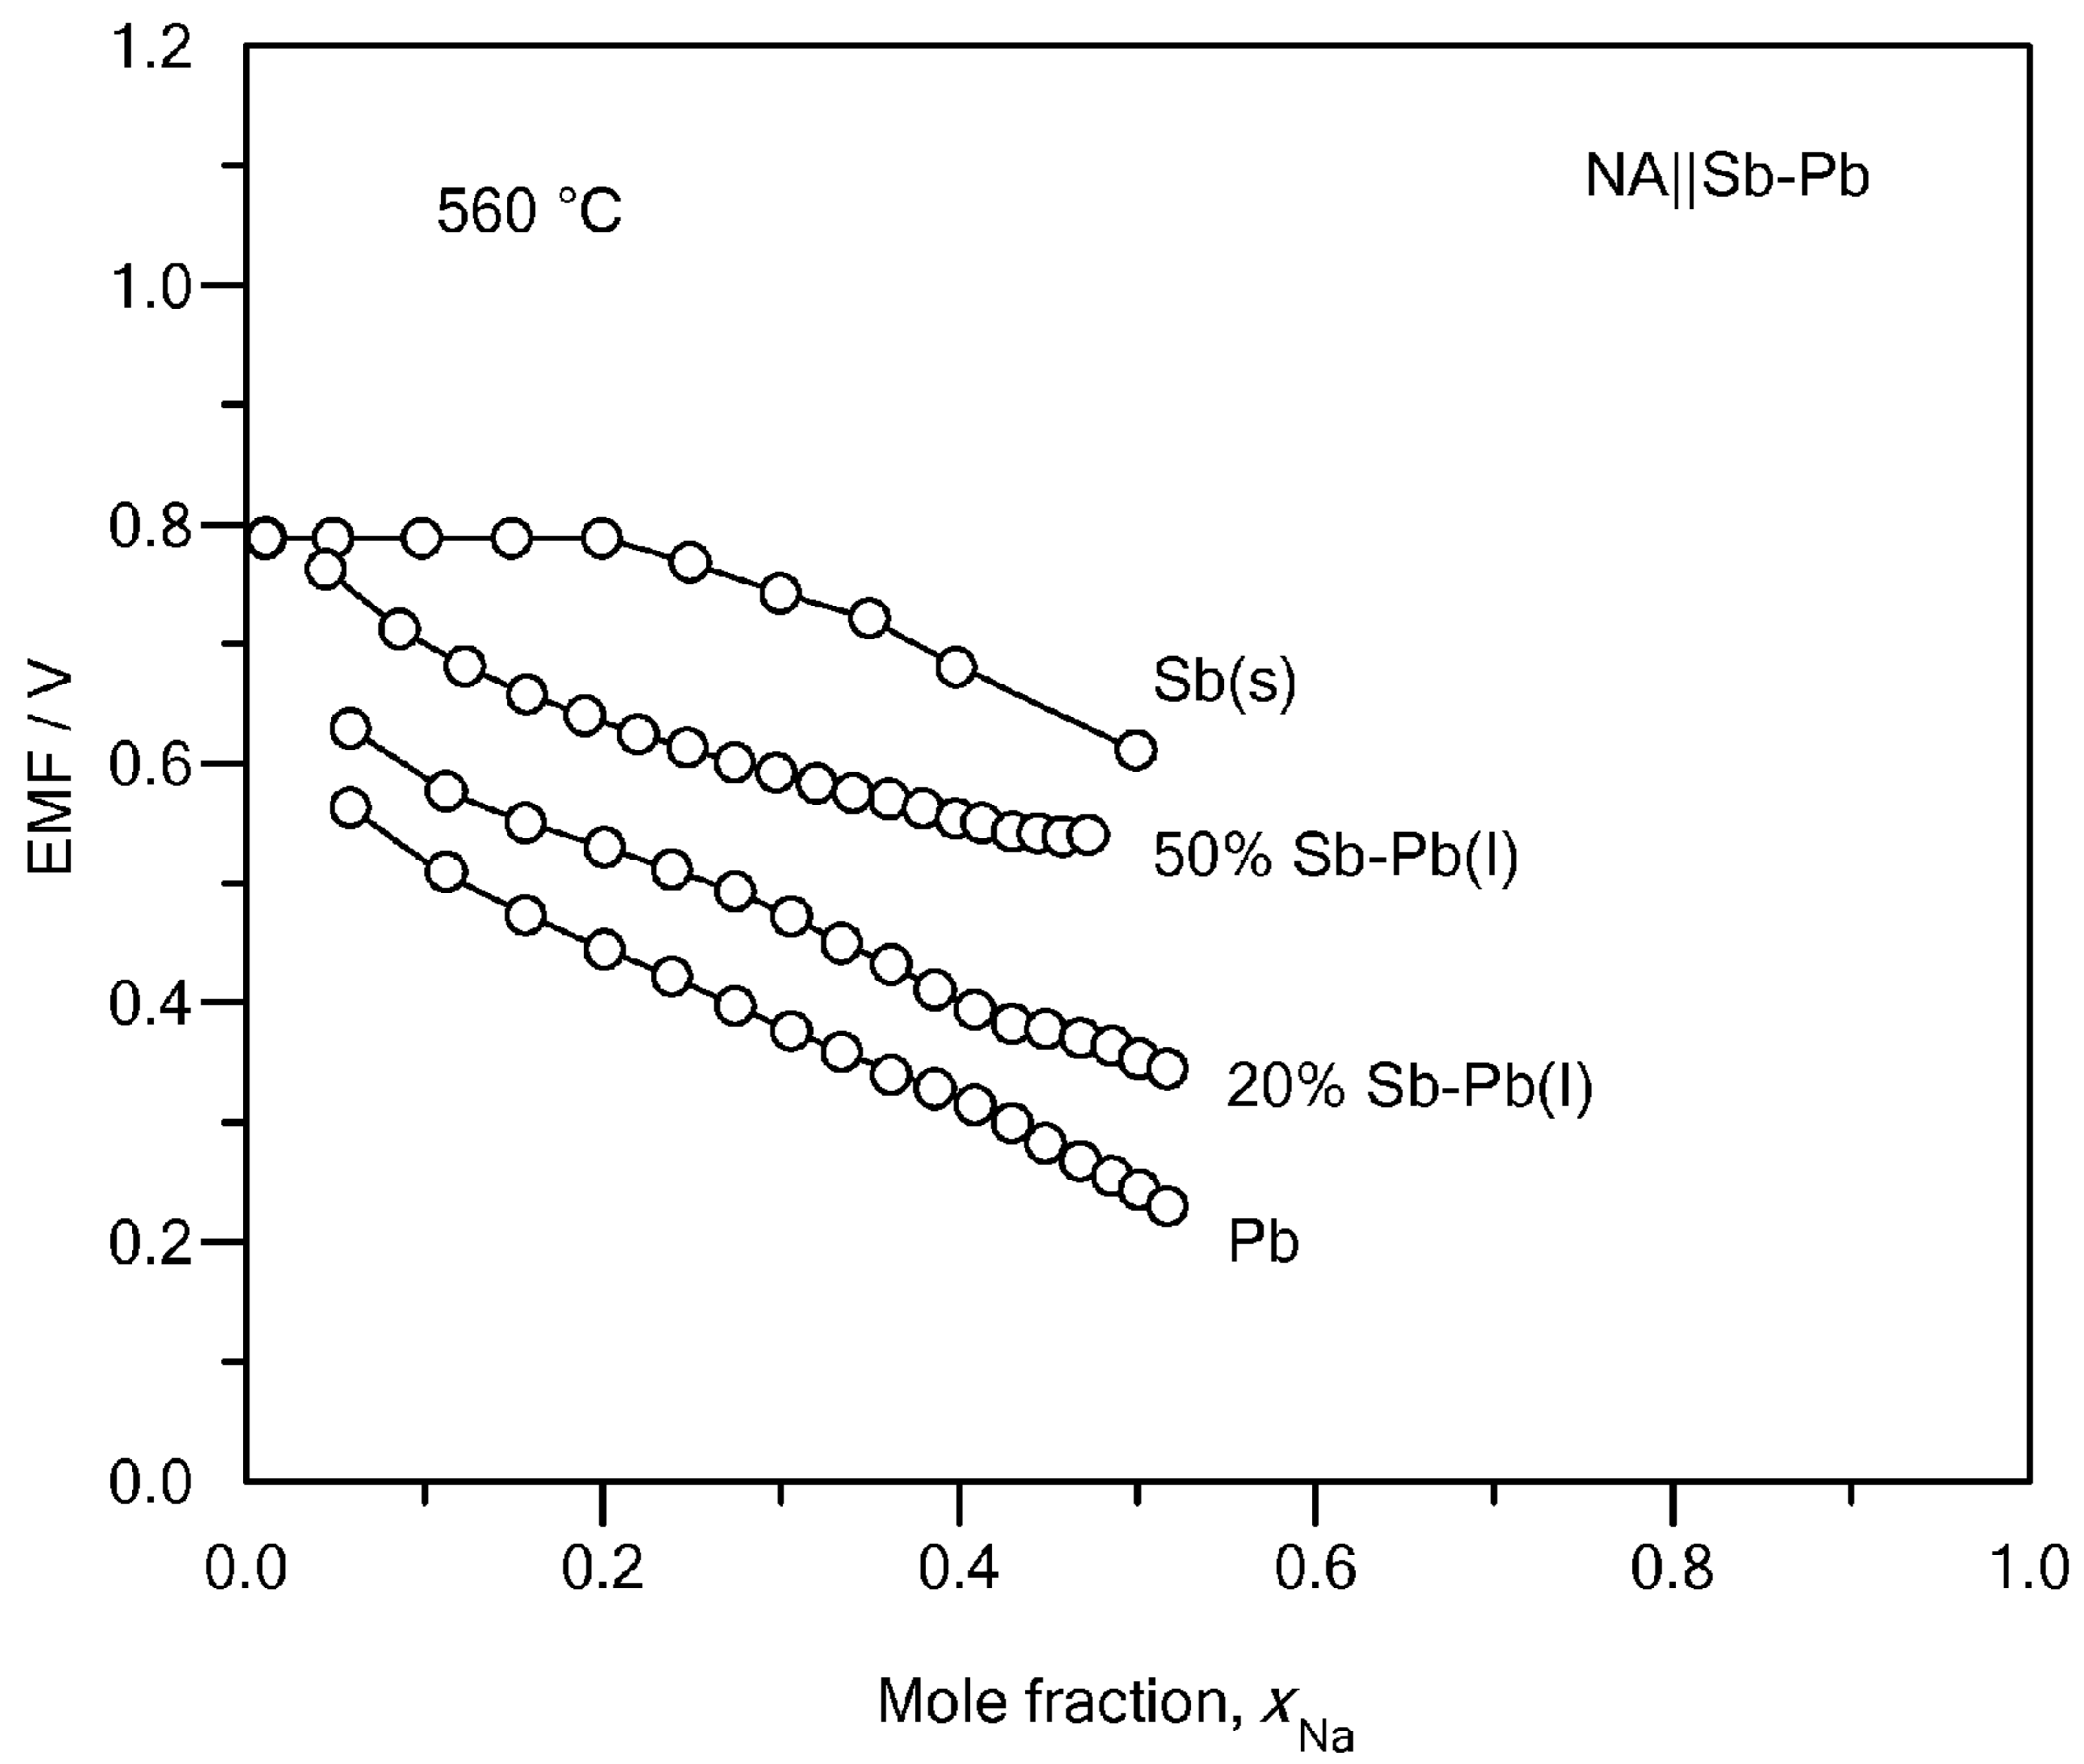 1.2
560 °C
NA||Sb-Pb
1.0
0.8
Sb(s)
0.6
50% Sb-Pb(l)
0.4
20% Sb-Pb(l)
0.2
Pb
0.0
EMF / V
0.0 0.2 0.4 0.6 0.8 1.0
Mole fraction, xNa